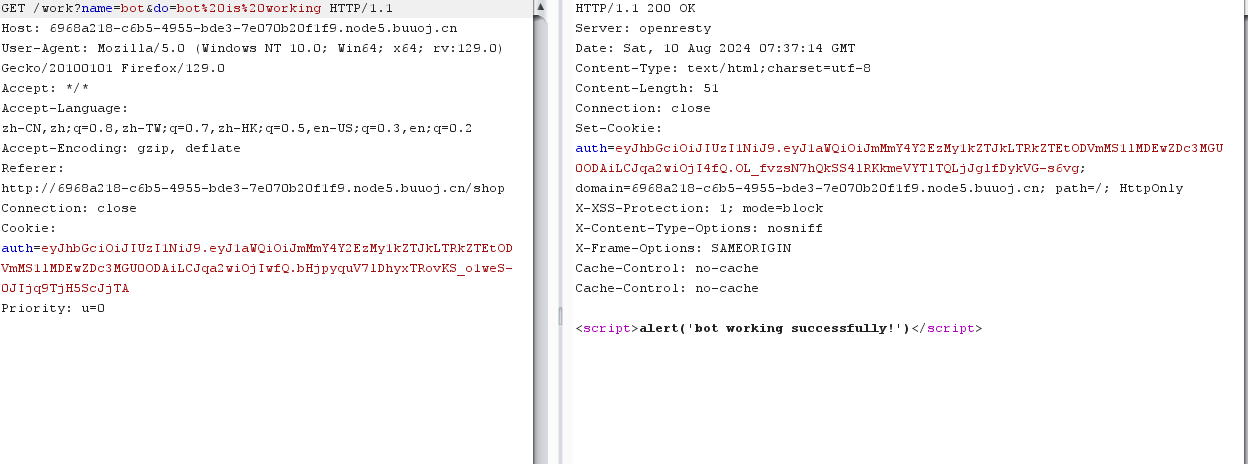 GET /work?name=bot&do=bot%20is%20working HTTP/1.1
Host: 6968a218-c6b5-4955-bde3-7e070b20f1f9.node5.buuoj.cn
User-Agent: Mozilla/5.0 (Windows NT 10.0; Win64; x64; rv:129.0)
Gecko/20100101 Firefox/129.0
Accept: */*
Accept-Language:
zh-CN,zh;q=0.8,zh-TW;q=0.7,zh-HK;q=0.5,en-US;q=0.3,en;q=0.2
Accept-Encoding: gzip, deflate
Referer:
http://6968a218-c6b5-4955-bde3-7e070b20f1f9.node5.buuoj.cn/shop
Connection: close
Cookie:
auth=eyJhbGciOiJIUzI1NiJ9.eyJ1aWQiOiJmMmY4Y2EzMy1kZTJkLTRkZTEtOD
VmMS1lMDEwZDc3MGU0ODAiLCJqa2wiOjIwfQ.bHjpyquV7lDhyxTRovKS_o1weS-
0JIjq9TjH5ScJjTA
Priority: u=0
HTTP/1.1 200 OK
Server: openresty
Date: Sat, 10 Aug 2024 07:37:14 GMT
Content-Type: text/html;charset=utf-8
Content-Length: 51
Connection: close
Set-Cookie:
auth=eyJhbGciOiJIUzI1NiJ9.eyJ1aWQiOiJmMmY4Y2EzMy1kZTJkLTRkZTEtODVmMS1lMDEwZDc3MGU
0ODAiLCJqa2wiOjI4fQ.OL_fvzsN7hQkSS4lRKkmeVYTlTQLjJglfDykVG-s6vg;
domain=6968a218-c6b5-4955-bde3-7e070b20f1f9.node5.buuoj.cn; path=/; HttpOnly
X-XSS-Protection: 1; mode=block
X-Content-Type-Options: nosniff
X-Frame-Options: SAMEORIGIN
Cache-Control: no-cache
Cache-Control: no-cache
<script>alert('bot working successfully!')</script>